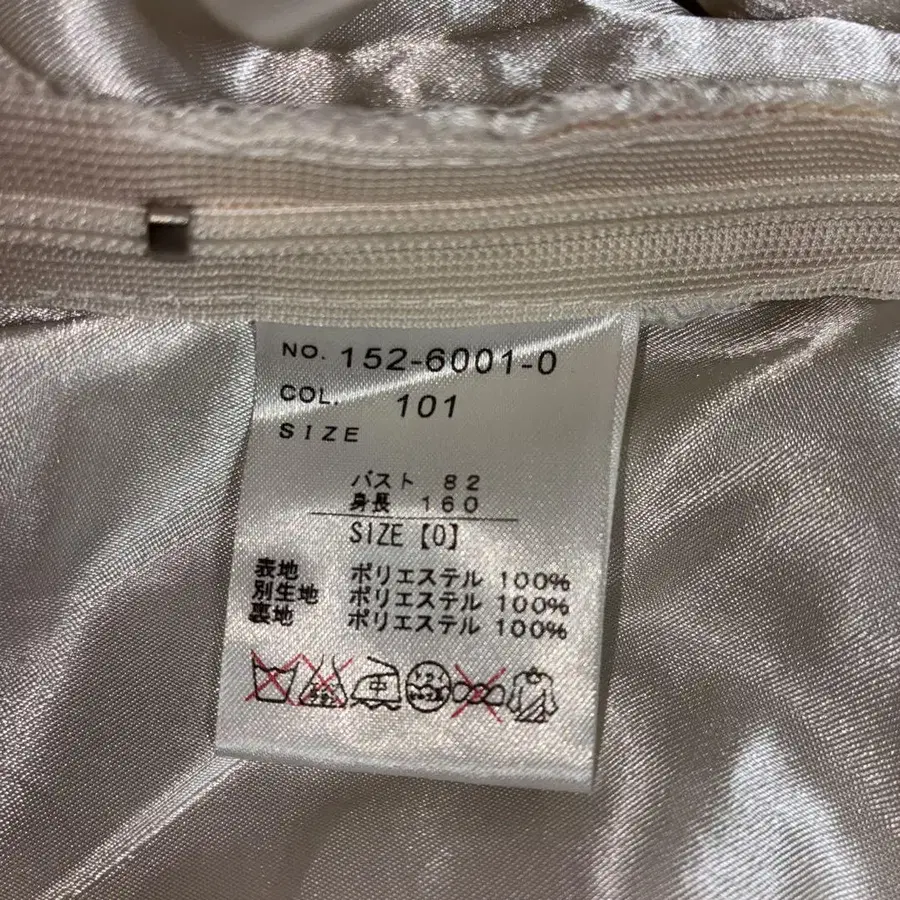 NO. 152-6001-0
COL. 101
SIZE
バスト 82
身長 160
SIZE【0】
表地 ポリエステル 100%
別生地 ポリエステル 100%
裏地 ポリエステル 100%
中